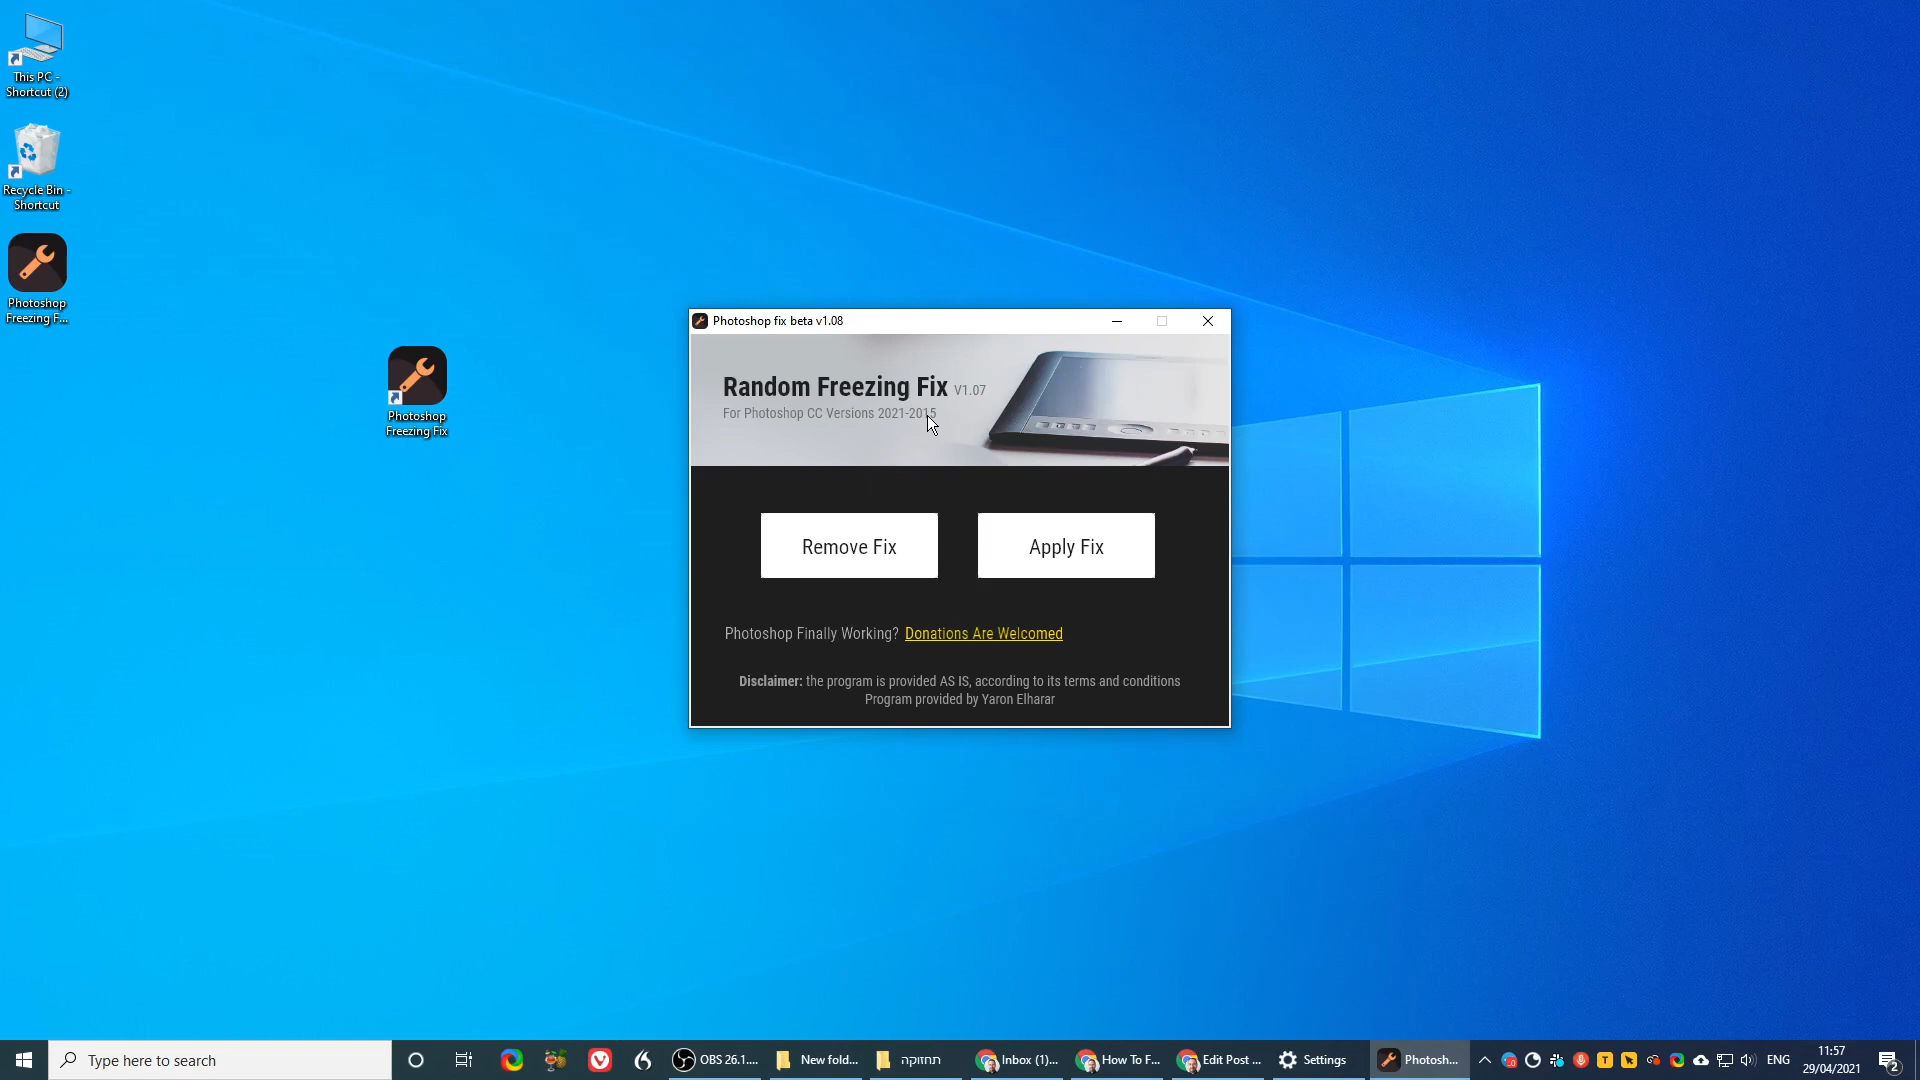 This PC -
Shortcut (2)
Recycle Bin -
Shortcut
Photoshop
Freezing F...
Photoshop
Freezing Fix
Photoshop fix beta v1.08
Random Freezing Fix V1.07
For Photoshop CC Versions 2021-2015
Remove Fix
Apply Fix
Photoshop Finally Working? Donations Are Welcomed
Disclaimer: the program is provided AS IS, according to its terms and conditions
Program provided by Yaron Elharar
Type here to search
OBS 26.1....
New fold...
תחזוקה
Inbox (1)...
How To F...
Edit Post ...
Settings
Photosh...
T
ENG
11:57
29/04/2021
2